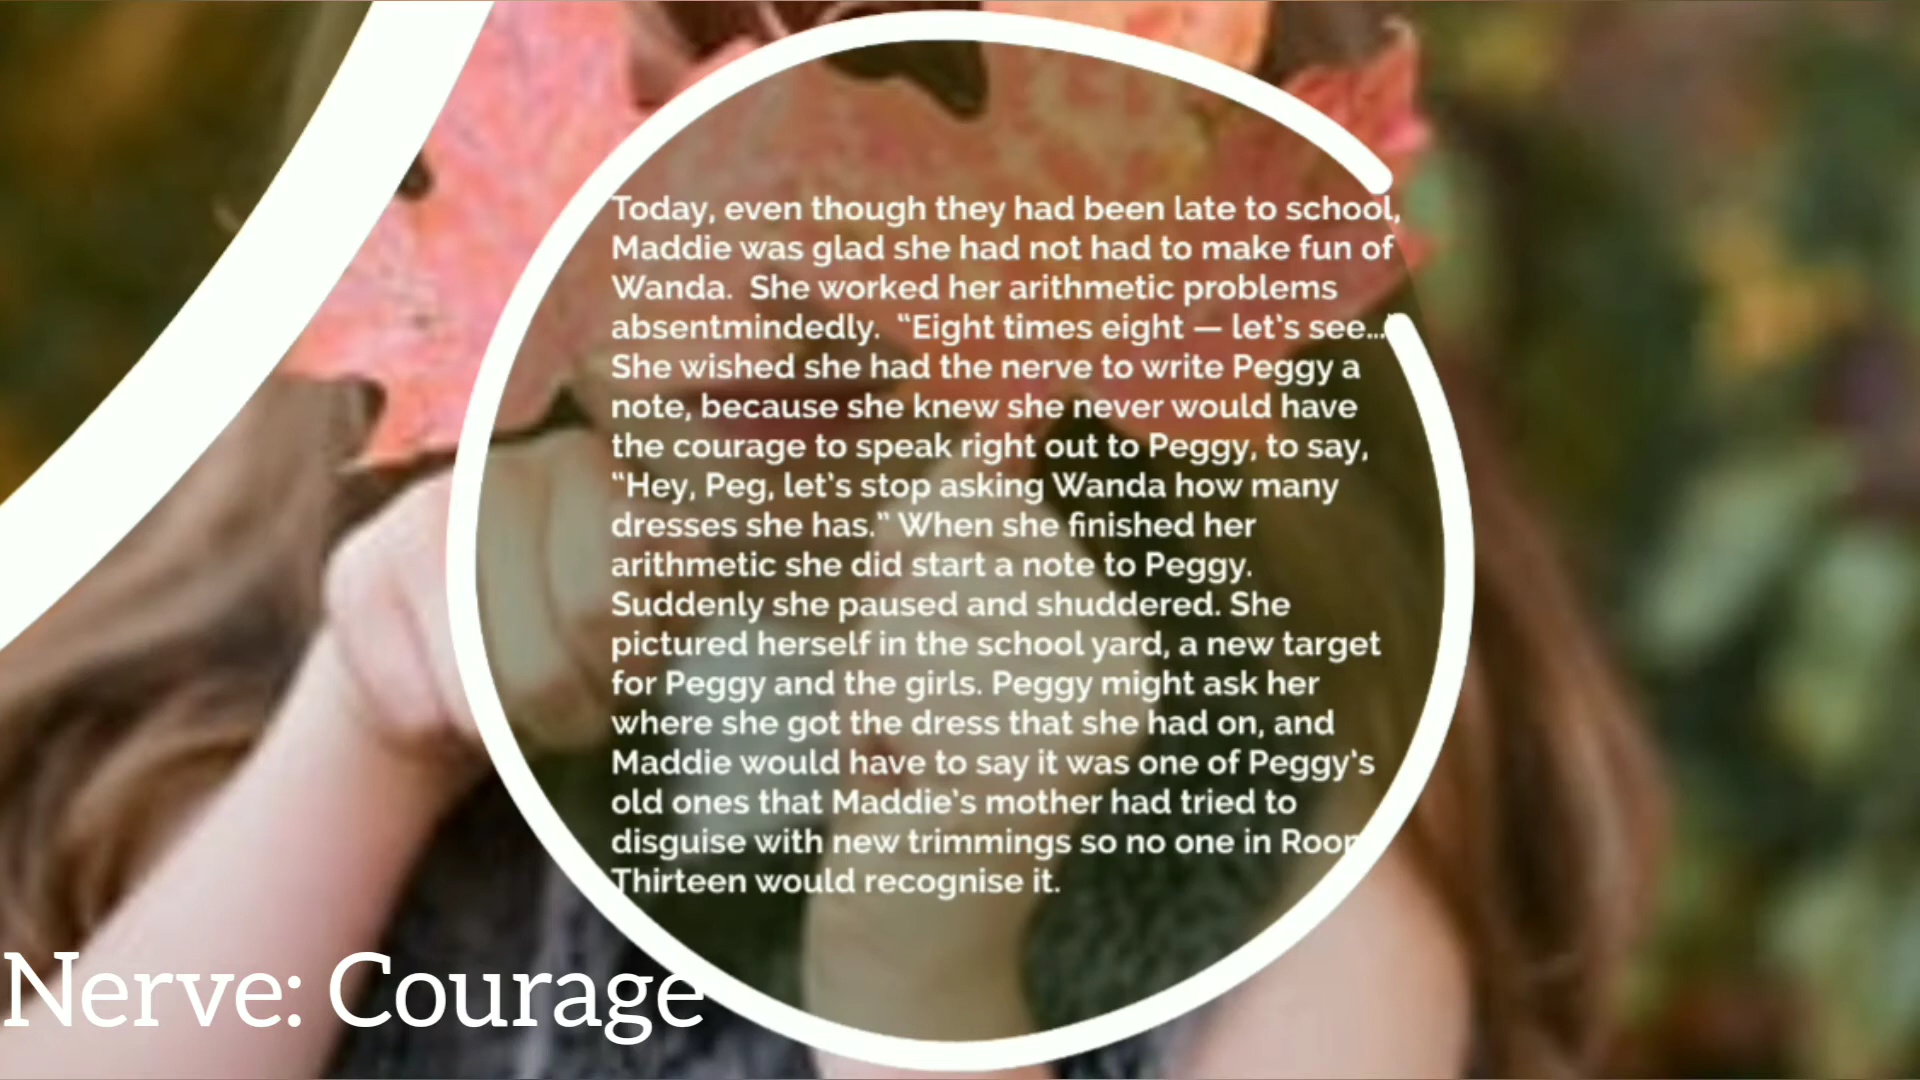 Today, even though they had been late to school,
Maddie was glad she had not had to make fun of
Wanda.  She worked her arithmetic problems
absentmindedly.  “Eight times eight — let's see...”
She wished she had the nerve to write Peggy a
note, because she knew she never would have
the courage to speak right out to Peggy, to say,
“Hey, Peg, let's stop asking Wanda how many
dresses she has.” When she finished her
arithmetic she did start a note to Peggy.
Suddenly she paused and shuddered. She
pictured herself in the school yard, a new target
for Peggy and the girls. Peggy might ask her
where she got the dress that she had on, and
Maddie would have to say it was one of Peggy's
old ones that Maddie's mother had tried to
disguise with new trimmings so no one in Room
Thirteen would recognise it.
Nerve: Courage